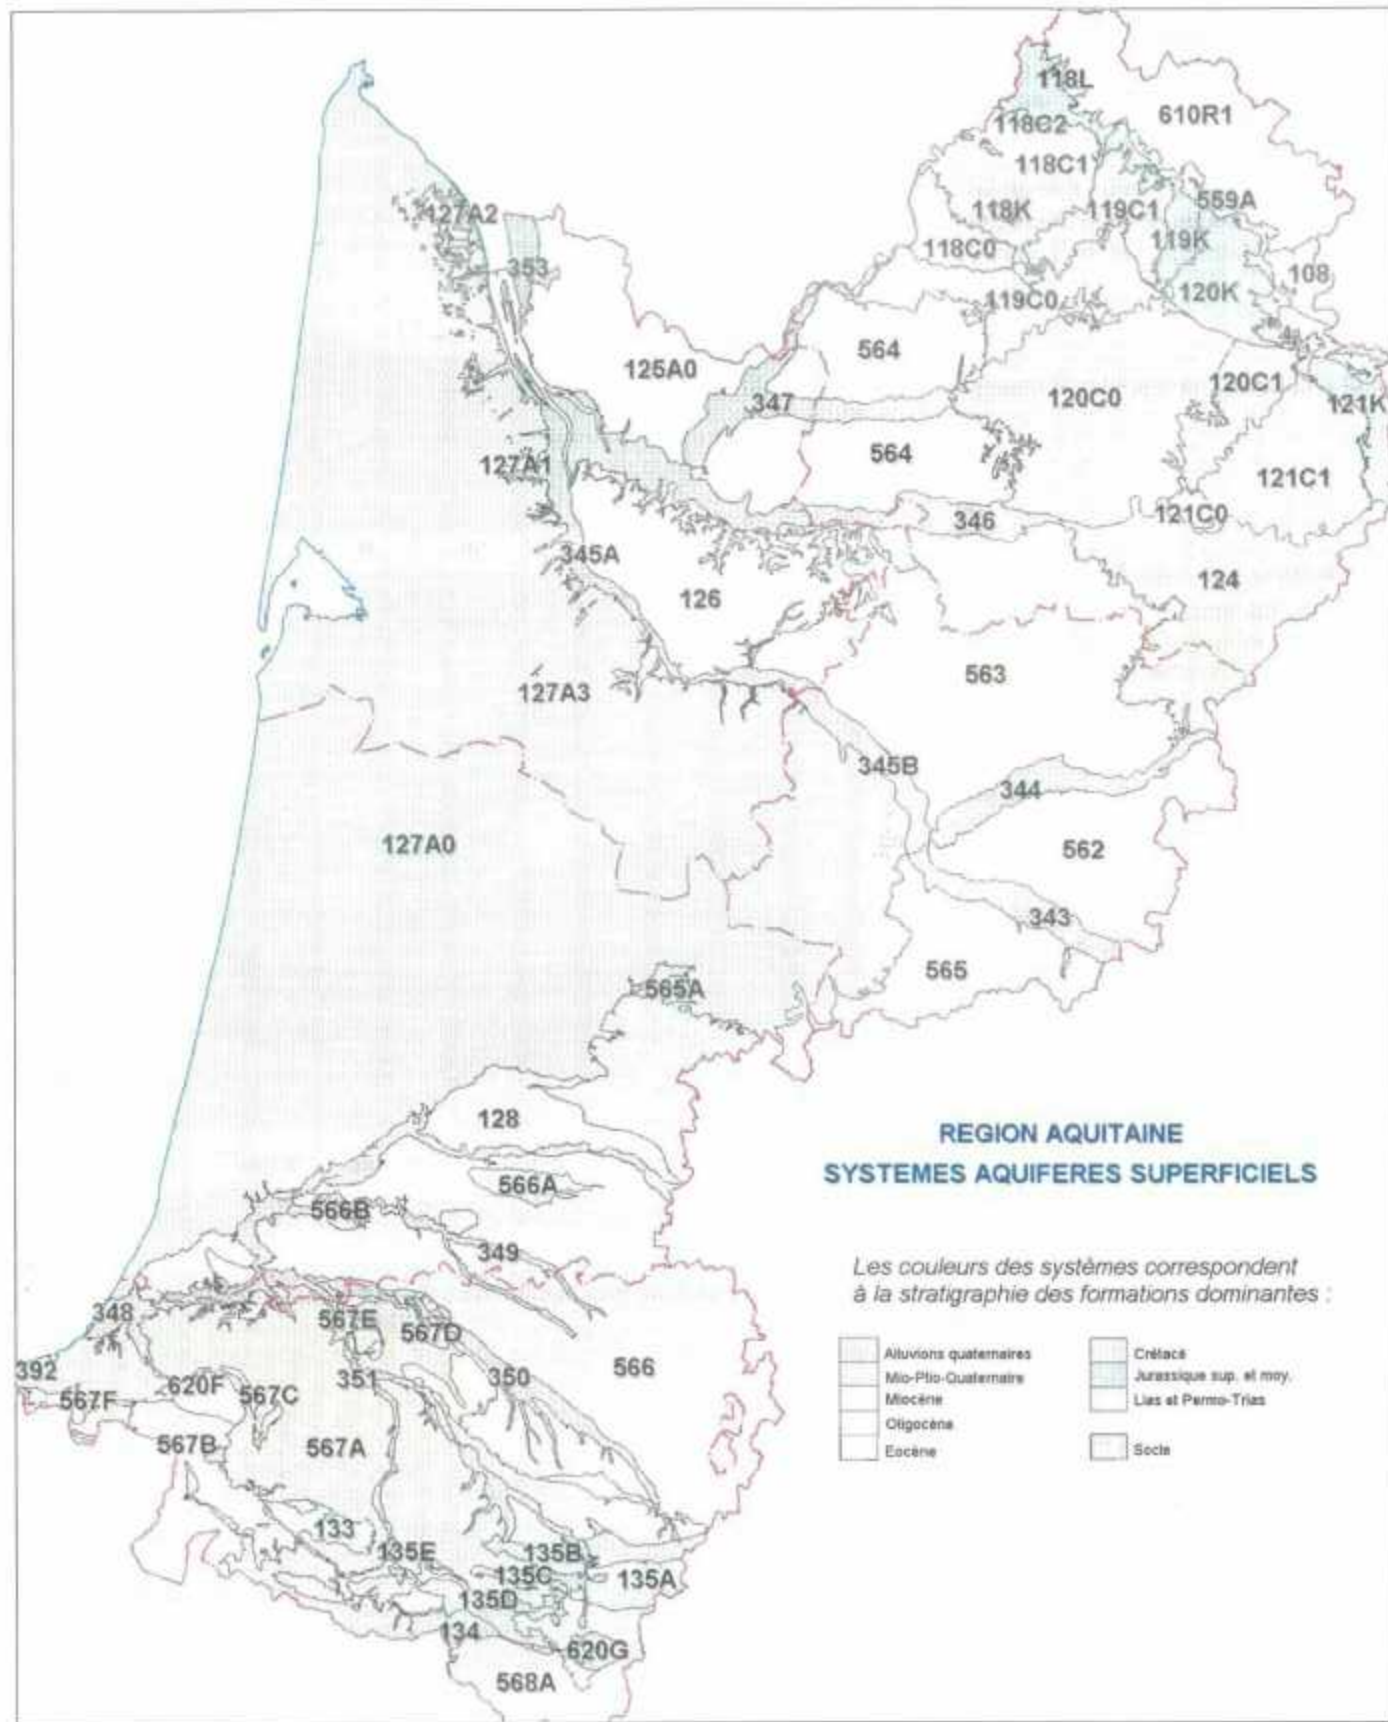 118L
610R1
118C2
118C1
559A
127A2
118K
119C1
118C0
119K
353
108
119C0
120K
564
125A0
120C1
347
120C0
121K
127A1
564
121C1
346
121C0
345A
124
126
563
127A3
345B
344
127A0
562
343
565A
565
128
REGION AQUITAINE
SYSTEMES AQUIFERES SUPERFICIELS
566A
566B
349
Les couleurs des systèmes correspondent
à la stratigraphie des formations dominantes :
348
567E
567D
Alluvions quaternaires
Crétacé
392
620F
351
350
566
Mio-Plio-Quaternaire
Jurassique sup. et moy.
567F
567C
Miocène
Lias et Permo-Trias
567B
567A
Oligocène
Eocène
Socle
133
135E
135B
135C
135A
135D
134
620G
568A